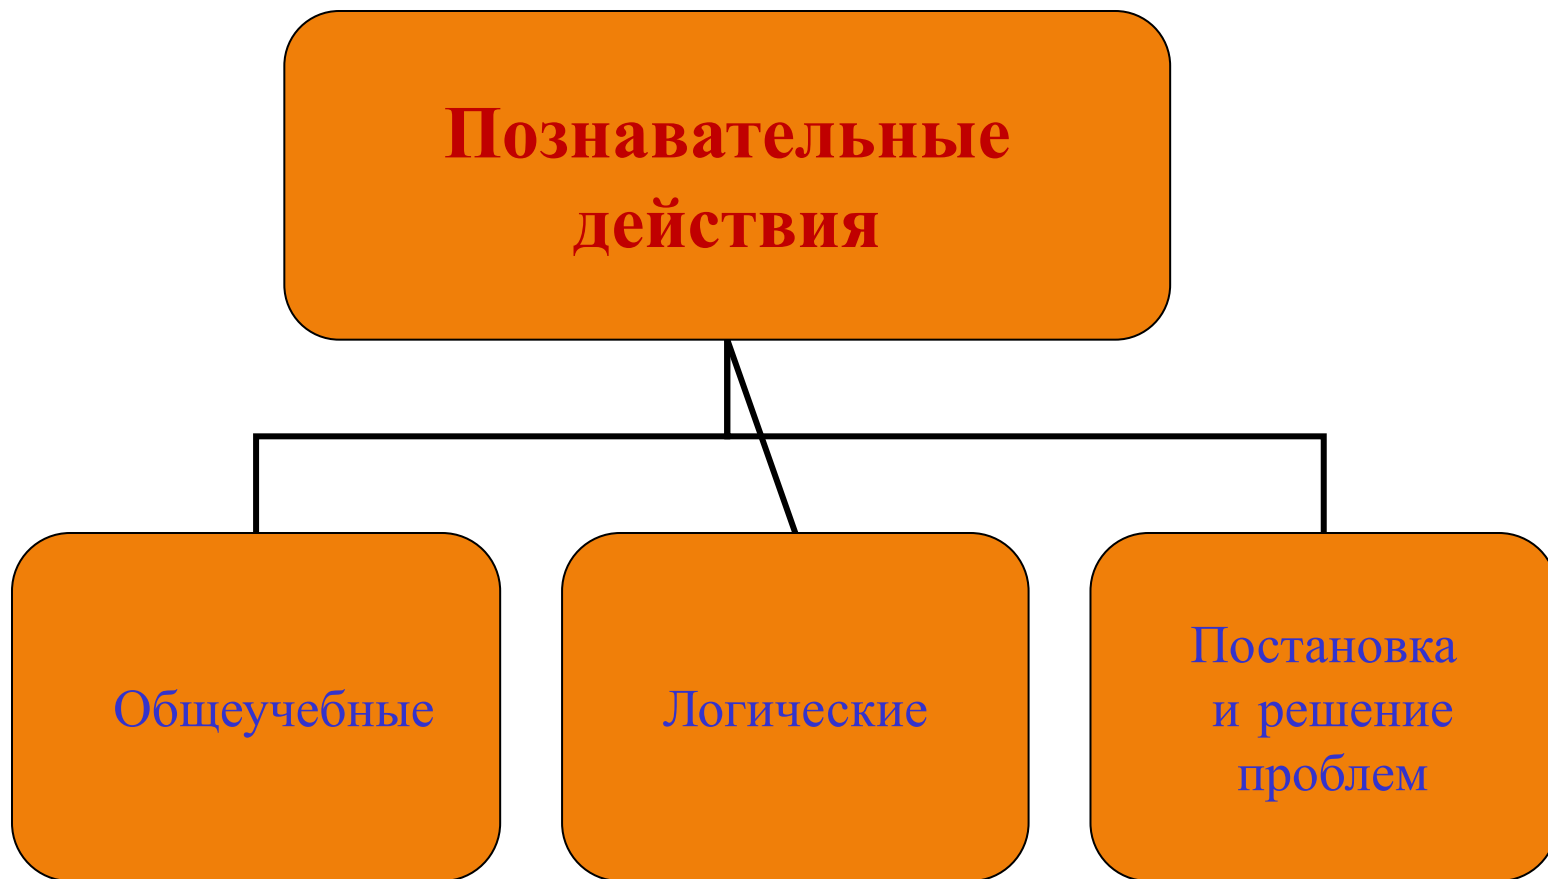 Познавательные
действия
Общеучебные
Логические
Постановка
и решение
проблем